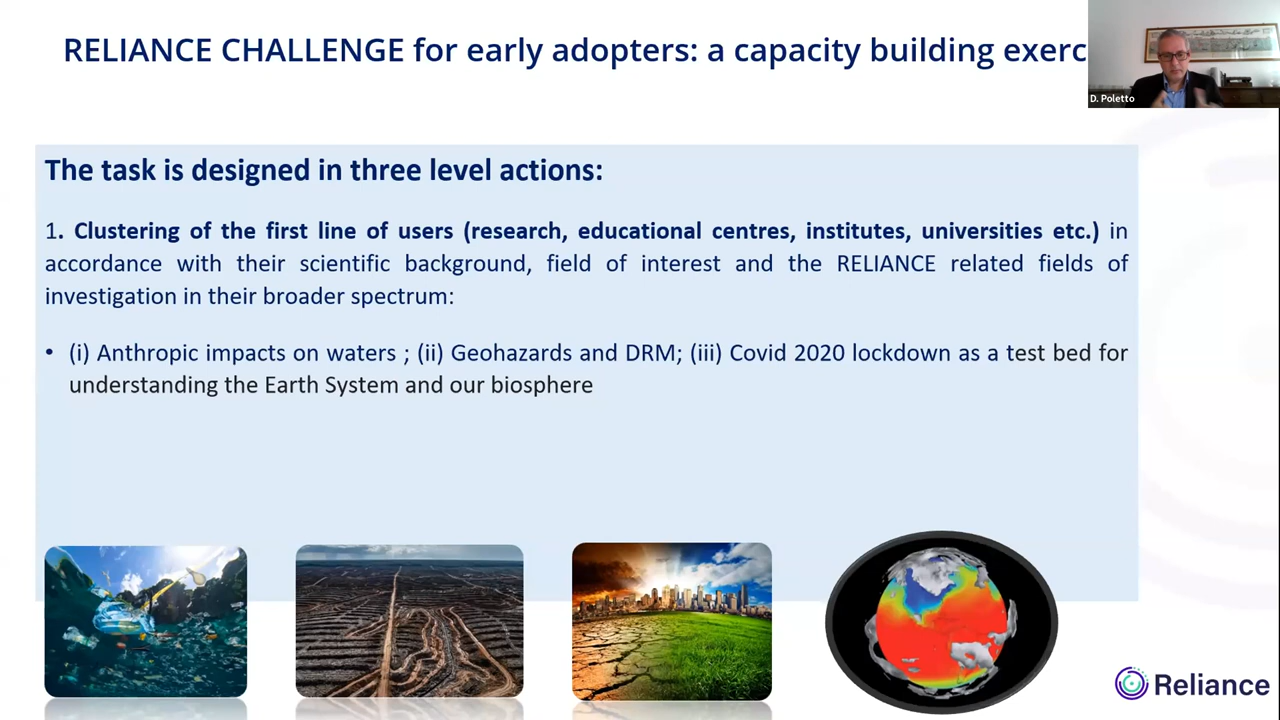 RELIANCE CHALLENGE for early adopters: a capacity building exerc
D. Poletto
The task is designed in three level actions:
1. Clustering of the first line of users (research, educational centres, institutes, universities etc.) in
accordance with their scientific background, field of interest and the RELIANCE related fields of
investigation in their broader spectrum:
• (i) Anthropic impacts on waters ; (ii) Geohazards and DRM; (iii) Covid 2020 lockdown as a test bed for
understanding the Earth System and our biosphere
Reliance